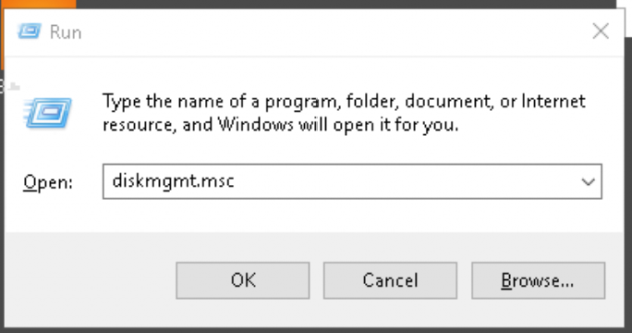 Run
Type the name of a program, folder, document, or Internet
resource, and Windows will open it for you.
Open: diskmgmt.msc
OK Cancel Browse...